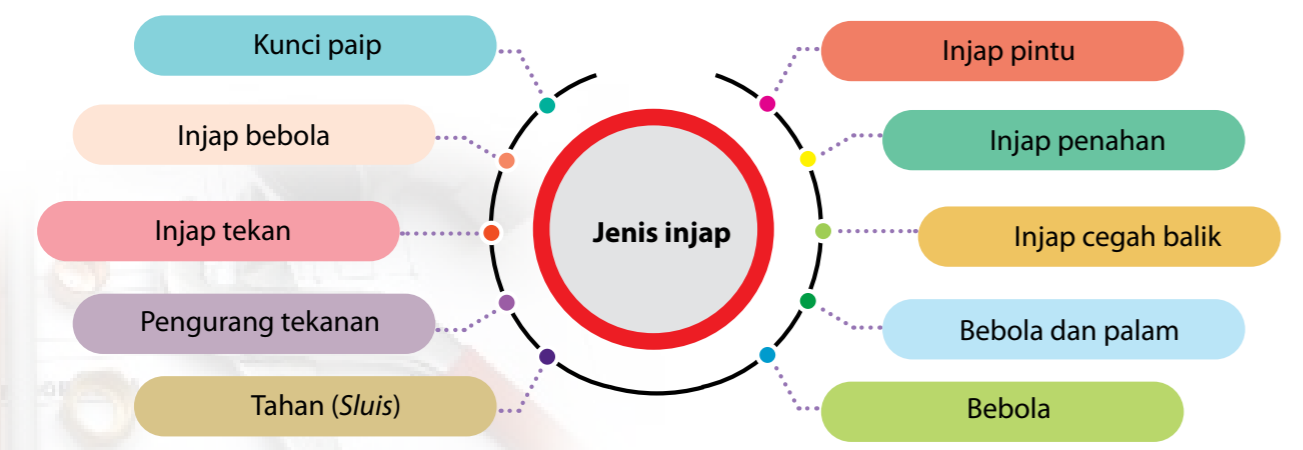 Kunci paip
Injap bebola
Injap tekan
Pengurang tekanan
Tahan (Sluis)
Jenis injap
Injap pintu
Injap penahan
Injap cegah balik
Bebola dan palam
Bebola